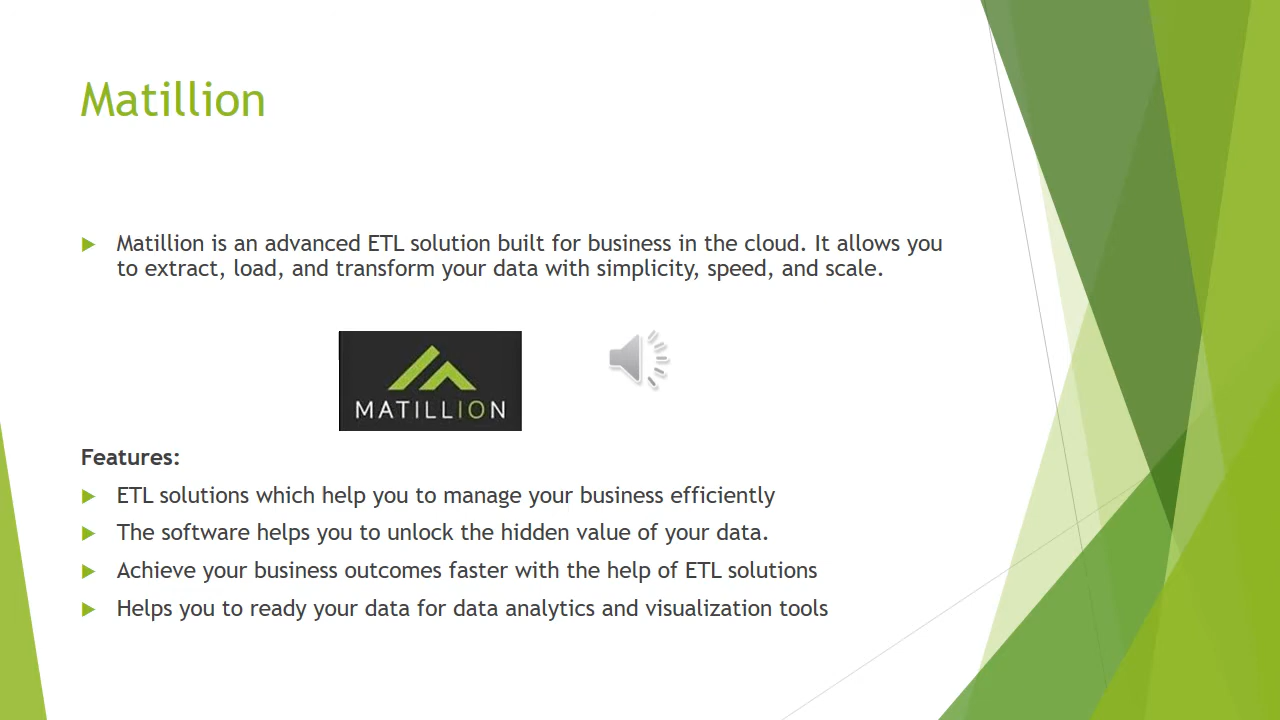 Matillion
Matillion is an advanced ETL solution built for business in the cloud. It allows you
to extract, load, and transform your data with simplicity, speed, and scale.
MATILLION
Features:
ETL solutions which help you to manage your business efficiently
The software helps you to unlock the hidden value of your data.
Achieve your business outcomes faster with the help of ETL solutions
Helps you to ready your data for data analytics and visualization tools